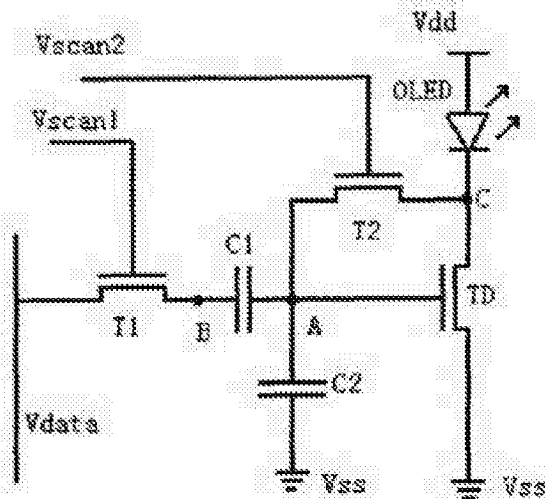 Vdd
Vscan2
OLED
Vscan1
C
T2
C1
TD
T1
B
A
C2
Vdata
Vss
Vss